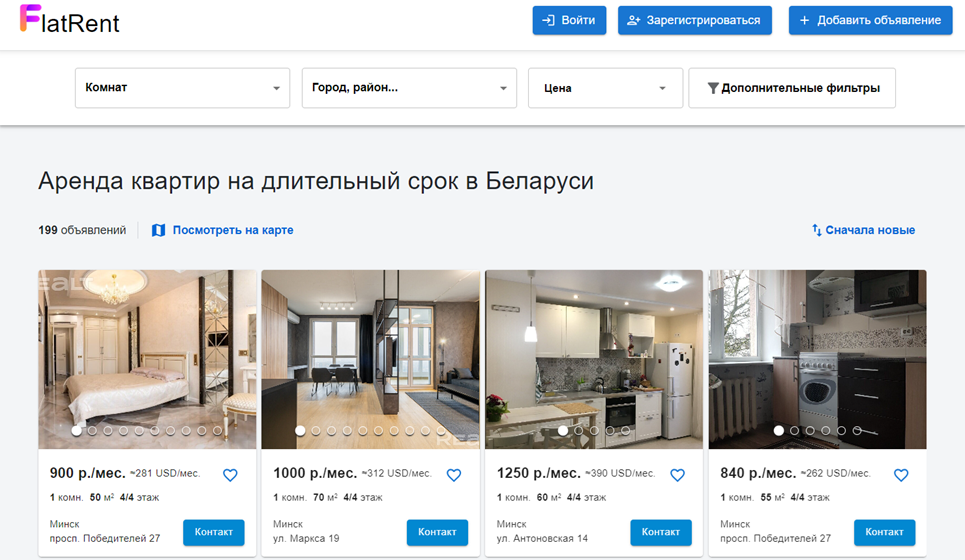 FlatRent
Войти
Зарегистрироваться
+ Добавить объявление
Комнат
Город, район...
Цена
Дополнительные фильтры
Аренда квартир на длительный срок в Беларуси
199 объявлений
Посмотреть на карте
Сначала новые
900 р./мес. ≈281 USD/мес.
1 комн. 50 м² 4/4 этаж
Минск
просп. Победителей 27
Контакт
1000 р./мес. ≈312 USD/мес.
1 комн. 70 м² 4/4 этаж
Минск
ул. Маркса 19
Контакт
1250 р./мес. ≈390 USD/мес.
1 комн. 60 м² 4/4 этаж
Минск
ул. Антоновская 14
Контакт
840 р./мес. ≈262 USD/мес.
1 комн. 55 м² 4/4 этаж
Минск
просп. Победителей 27
Контакт